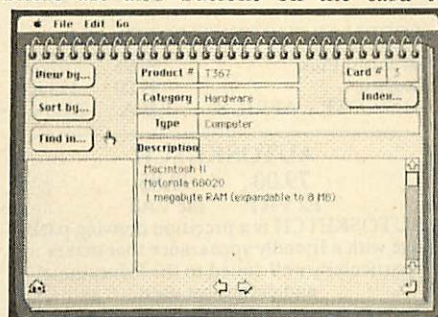 File Edit Go
View by...
Product # T367
Card # 3
Sort by...
Category Hardware
Index...
Type Computer
Find in...
Description
Macintosh II
Motorola 68020
1 megabyte RAM (expandable to 8 MB)